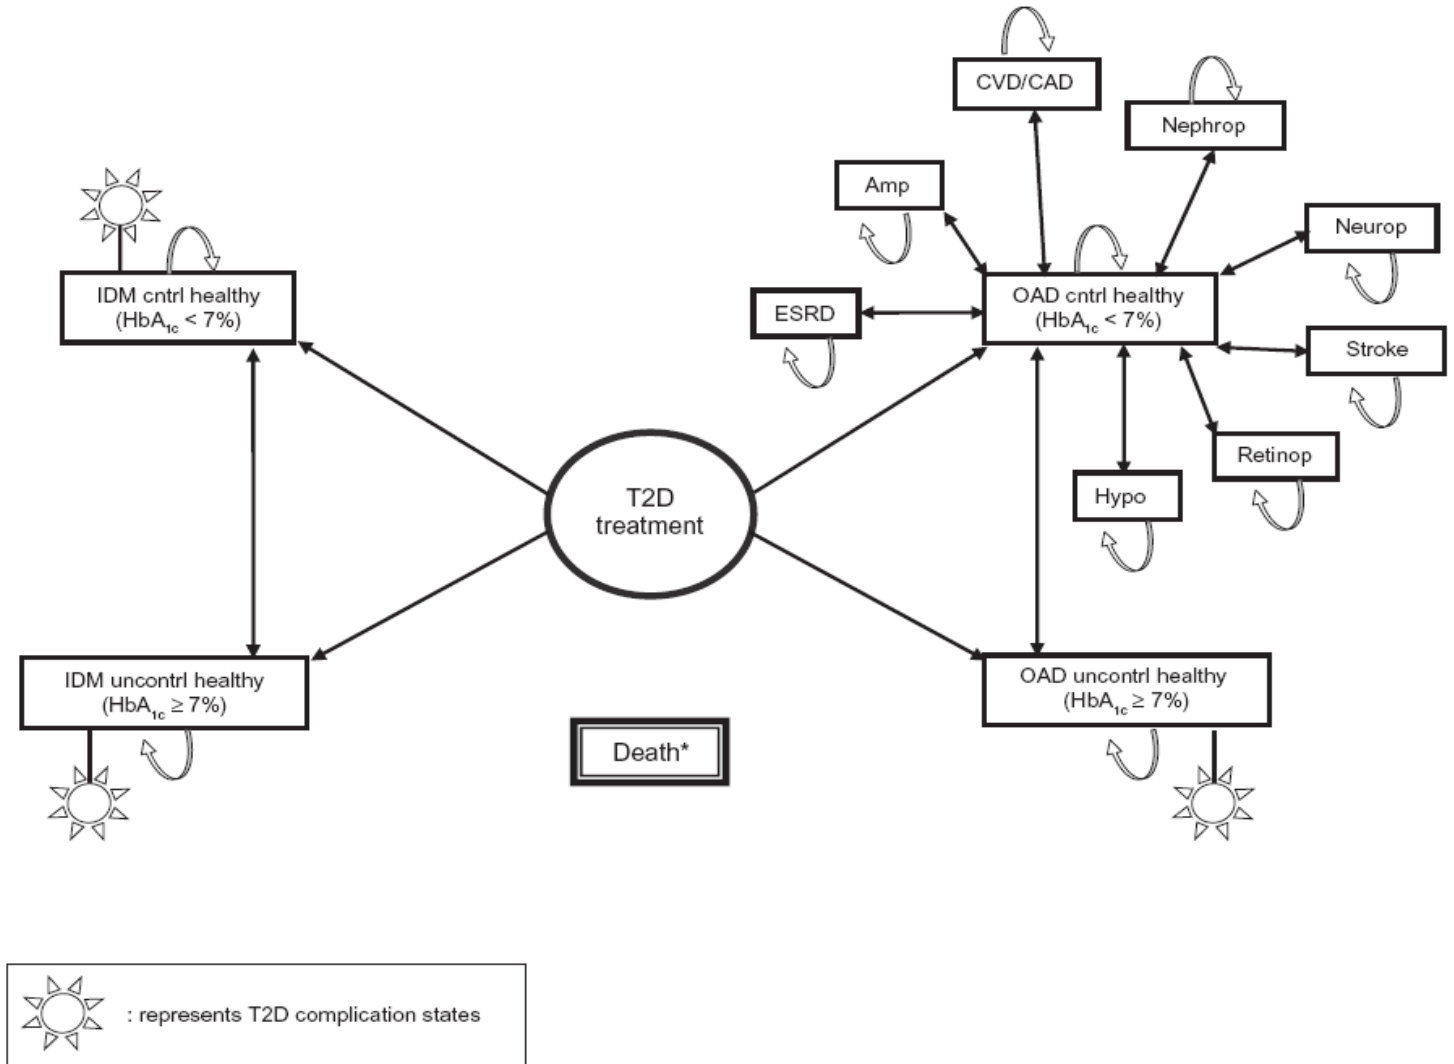 CVD/CAD
Nephrop
Amp
Neurop
IDM cntrl healthy
(HbA1c < 7%)
OAD cntrl healthy
(HbA1c < 7%)
ESRD
Stroke
Retinop
T2D
treatment
Hypo
IDM uncontrl healthy
(HbA1c ≥ 7%)
OAD uncontrl healthy
(HbA1c ≥ 7%)
Death*
: represents T2D complication states